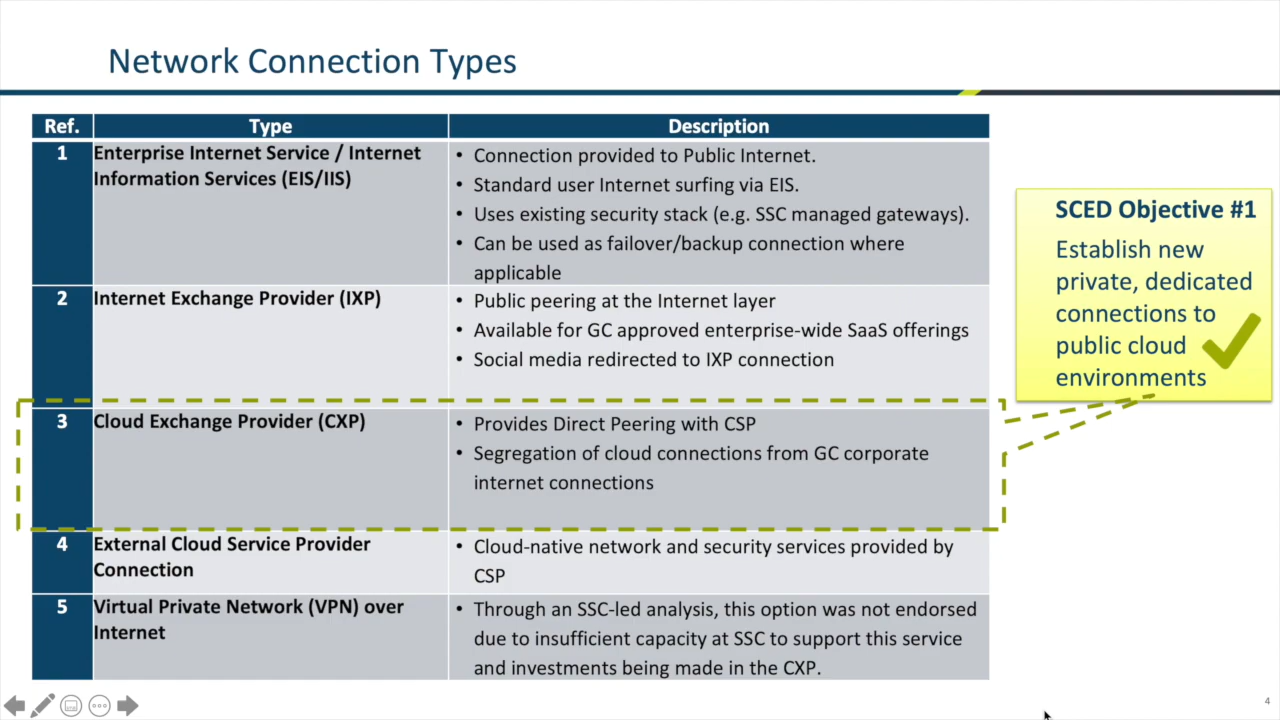 Network Connection Types
Ref.
Type
Description
1
Enterprise Internet Service / Internet
Information Services (EIS/IIS)
• Connection provided to Public Internet.
• Standard user Internet surfing via EIS.
• Uses existing security stack (e.g. SSC managed gateways).
• Can be used as failover/backup connection where
applicable
2
Internet Exchange Provider (IXP)
• Public peering at the Internet layer
• Available for GC approved enterprise-wide SaaS offerings
• Social media redirected to IXP connection
3
Cloud Exchange Provider (CXP)
• Provides Direct Peering with CSP
• Segregation of cloud connections from GC corporate
internet connections
4
External Cloud Service Provider
Connection
• Cloud-native network and security services provided by
CSP
5
Virtual Private Network (VPN) over
Internet
• Through an SSC-led analysis, this option was not endorsed
due to insufficient capacity at SSC to support this service
and investments being made in the CXP.
SCED Objective #1
Establish new
private, dedicated
connections to
public cloud
environments
4